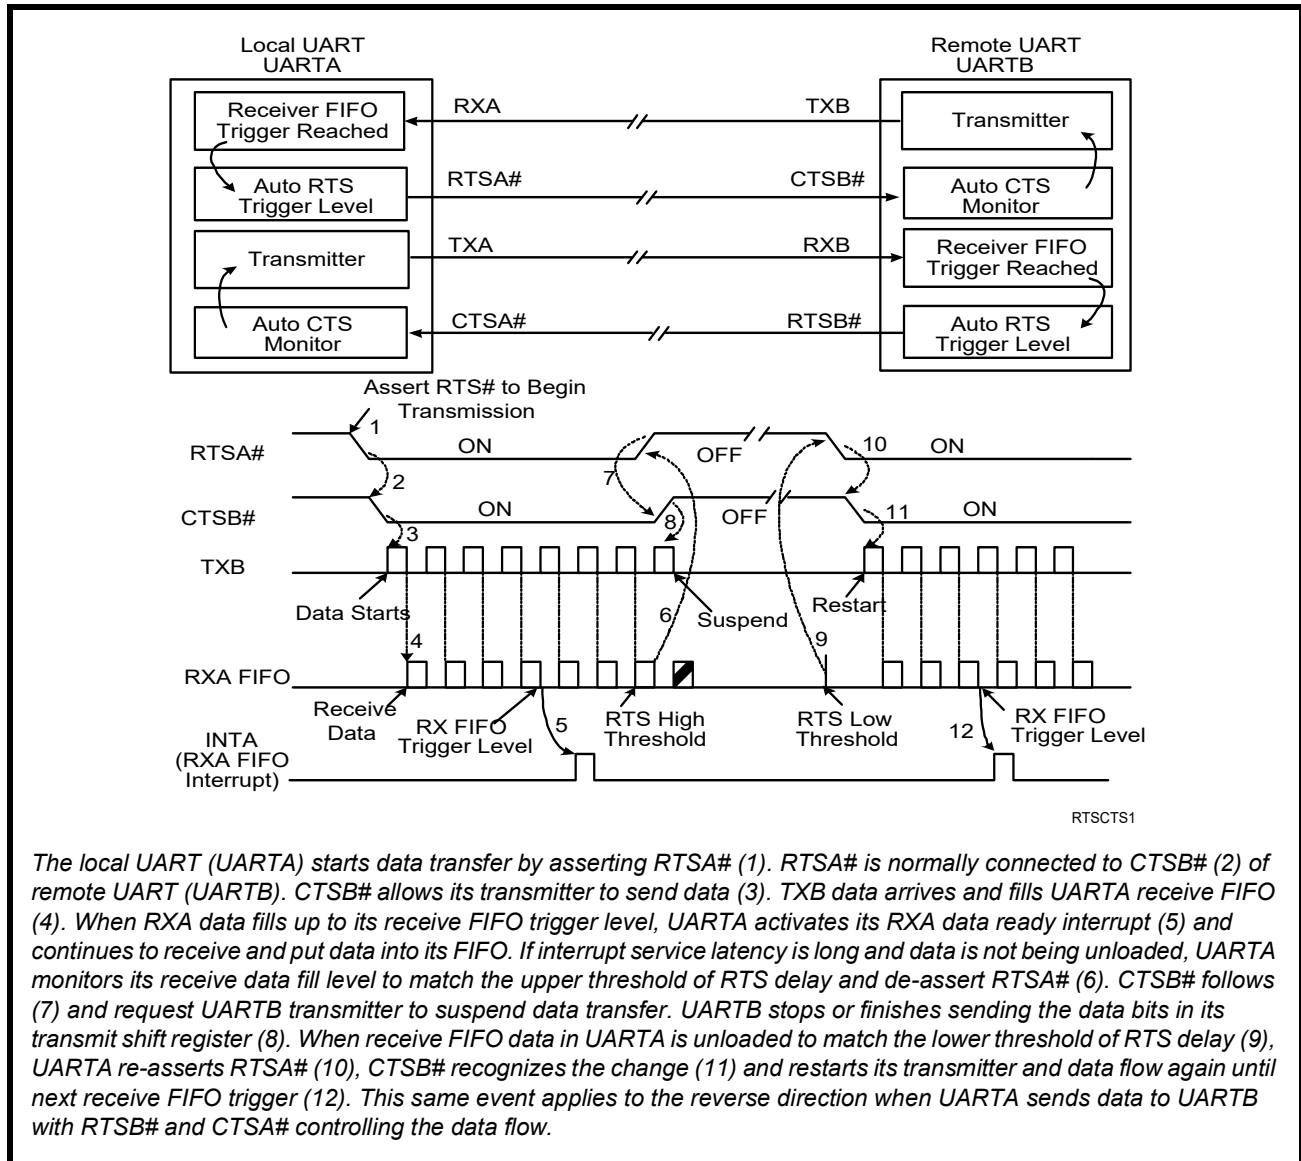 Local UART
UARTA
Remote UART
UARTB
Receiver FIFO
Trigger Reached
RXA
TXB
Transmitter
Auto RTS
Trigger Level
RTSA#
CTSB#
Auto CTS
Monitor
Transmitter
TXA
RXB
Receiver FIFO
Trigger Reached
Auto CTS
Monitor
CTSA#
RTSB#
Auto RTS
Trigger Level
Assert RTS# to Begin
Transmission
1
RTSA#
ON
OFF
10
ON
2
7
CTSB#
ON
8
OFF
11
ON
3
TXB
Data Starts
6
Suspend
Restart
4
9
RXA FIFO
Receive
Data
RX FIFO
Trigger Level
5
RTS High
Threshold
RTS Low
Threshold
12
RX FIFO
Trigger Level
INTA
(RXA FIFO
Interrupt)
RTSCTS1
The local UART (UARTA) starts data transfer by asserting RTSA# (1). RTSA# is normally connected to CTSB# (2) of
remote UART (UARTB). CTSB# allows its transmitter to send data (3). TXB data arrives and fills UARTA receive FIFO
(4). When RXA data fills up to its receive FIFO trigger level, UARTA activates its RXA data ready interrupt (5) and
continues to receive and put data into its FIFO. If interrupt service latency is long and data is not being unloaded, UARTA
monitors its receive data fill level to match the upper threshold of RTS delay and de-assert RTSA# (6). CTSB# follows
(7) and request UARTB transmitter to suspend data transfer. UARTB stops or finishes sending the data bits in its
transmit shift register (8). When receive FIFO data in UARTA is unloaded to match the lower threshold of RTS delay (9),
UARTA re-asserts RTSA# (10), CTSB# recognizes the change (11) and restarts its transmitter and data flow again until
next receive FIFO trigger (12). This same event applies to the reverse direction when UARTA sends data to UARTB
with RTSB# and CTSA# controlling the data flow.